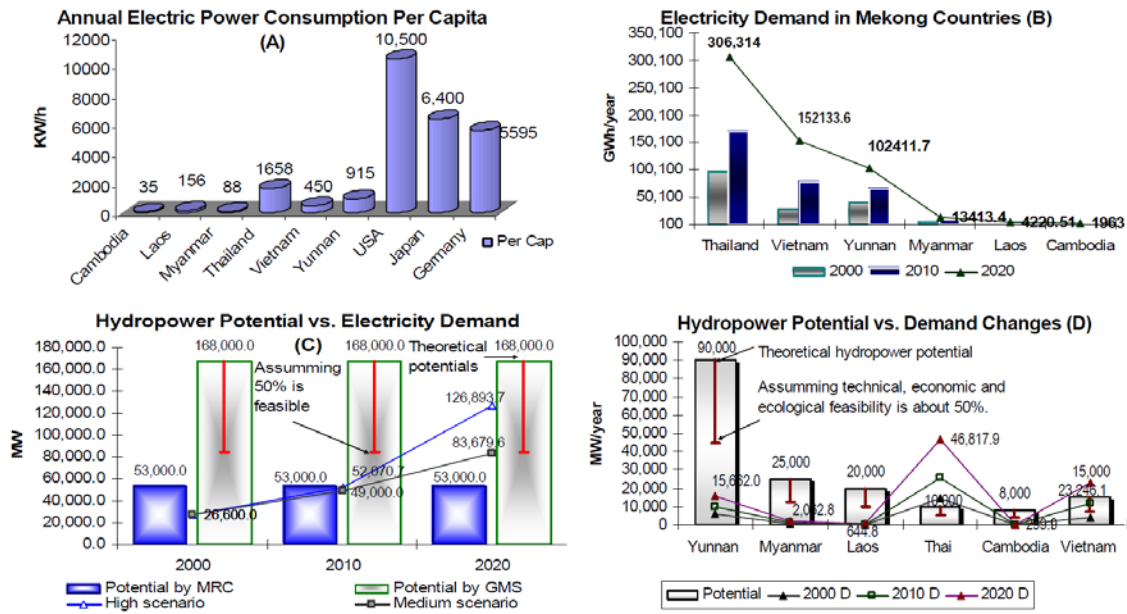 Annual Electric Power Consumption Per Capita
(A)
12000
10000
8000
6000
4000
2000
0
KW/h
35
156
88
1658
450
915
10,500
6,400
5595
Cambodia
Laos
Myanmar
Thailand
Vietnam
Yunnan
USA
Japan
Germany
Per Cap
Electricity Demand in Mekong Countries (B)
350,100
300,100
250,100
200,100
150,100
100,100
50,100
100
GWh/year
306,314
152133.6
102411.7
13413.4
4220.51
1963
Thailand Vietnam Yunnan Myanmar Laos Cambodia
2000 2010 2020
Hydropower Potential vs. Electricity Demand
(C)
180,000.0
160,000.0
140,000.0
120,000.0
100,000.0
80,000.0
60,000.0
40,000.0
20,000.0
0.0
MW
168,000.0 168,000.0 168,000.0
Assumming
50% is
feasible
Theoretical
potentials
126,893.7
83,679.6
53,000.0 53,000.0 53,000.0
52,070.7
49,000.0
26,600.0
2000 2010 2020
Potential by MRC Potential by GMS
High scenario Medium scenario
Hydropower Potential vs. Demand Changes (D)
100,000
90,000
80,000
70,000
60,000
50,000
40,000
30,000
20,000
10,000
0
MW/year
90,000
Theoretical hydropower potential
Assumming technical, economic and
ecological feasibility is about 50%.
46,817.9
15,662.0
25,000
20,000
10,000
8,000
15,000
23,246.1
2,062.8
644.8
Yunnan Myanmar Laos Thai Cambodia Vietnam
Potential 2000 D 2010 D 2020 D